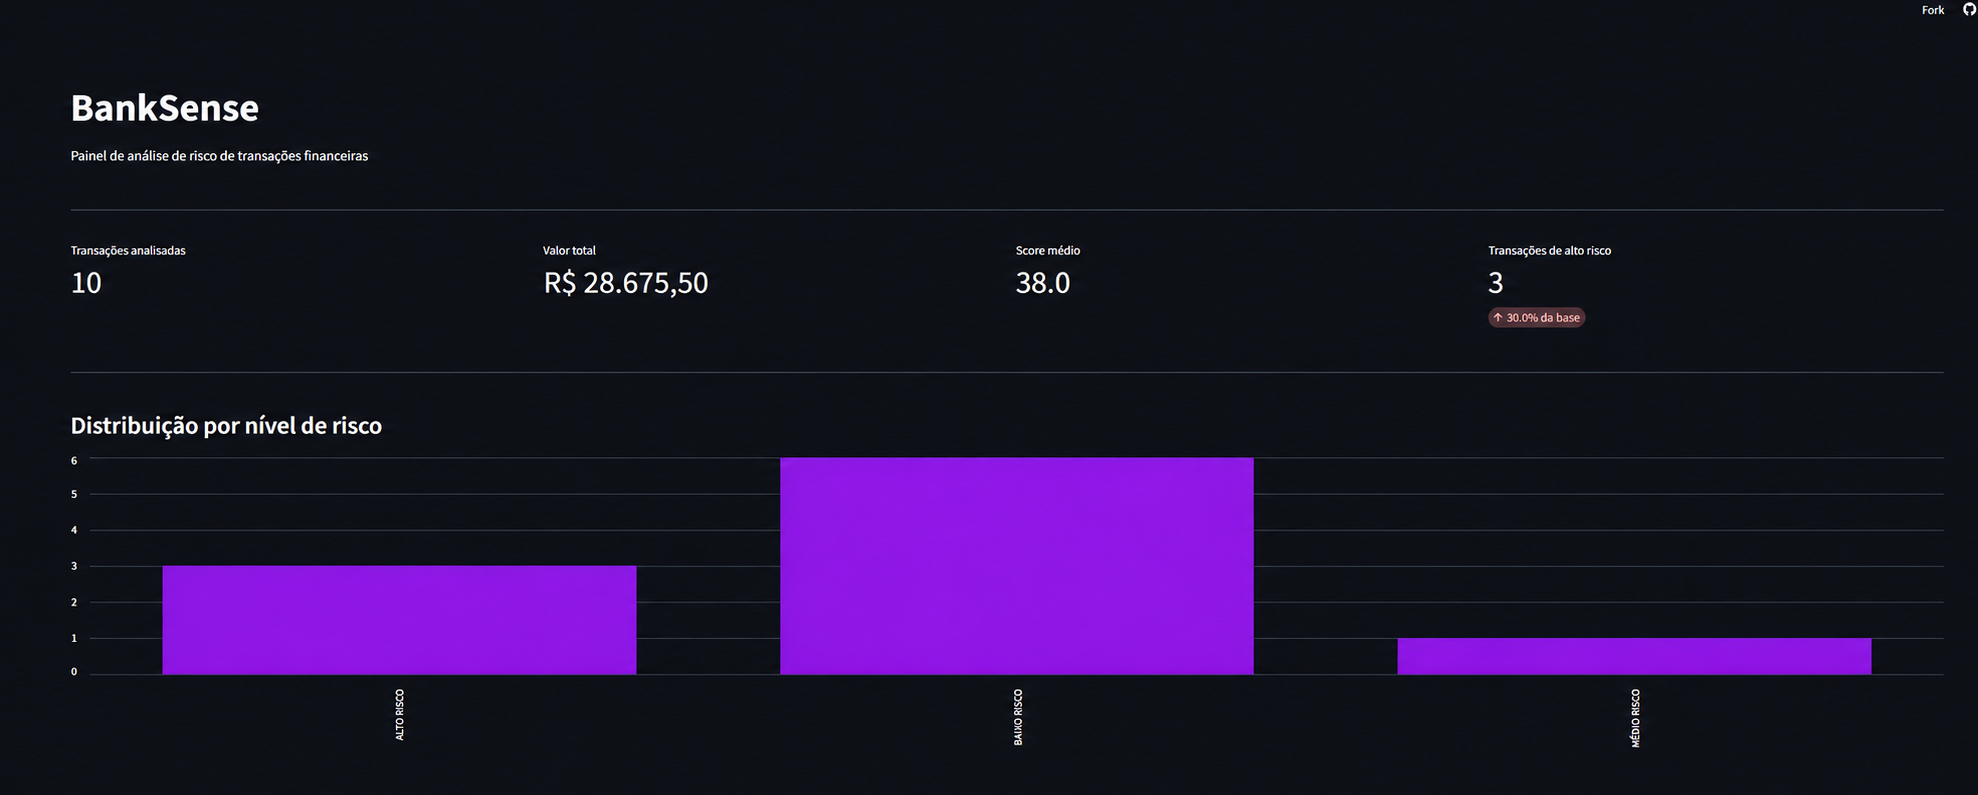 Fork
BankSense
Painel de análise de risco de transações financeiras
Transações analisadas
10
Valor total
R$ 28.675,50
Score médio
38.0
Transações de alto risco
3
↑ 30.0% da base
Distribuição por nível de risco
6
5
4
3
2
1
0
ALTO RISCO
BAIXO RISCO
MÉDIO RISCO